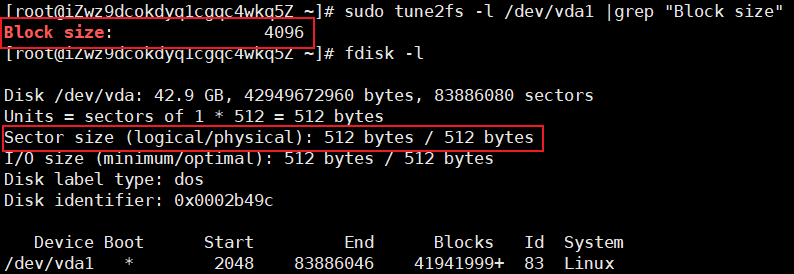 [root@iZwz9dcokdyq1cgqc4wkq5Z ~]# sudo tune2fs -l /dev/vda1 |grep "Block size"
Block size:               4096
[root@iZwz9dcokdyq1cgqc4wkq5Z ~]# fdisk -l
Disk /dev/vda: 42.9 GB, 42949672960 bytes, 83886080 sectors
Units = sectors of 1 * 512 = 512 bytes
Sector size (logical/physical): 512 bytes / 512 bytes
I/O size (minimum/optimal): 512 bytes / 512 bytes
Disk label type: dos
Disk identifier: 0x0002b49c
Device Boot      Start         End      Blocks   Id  System
/dev/vda1   *        2048    83886046    41941999+  83  Linux